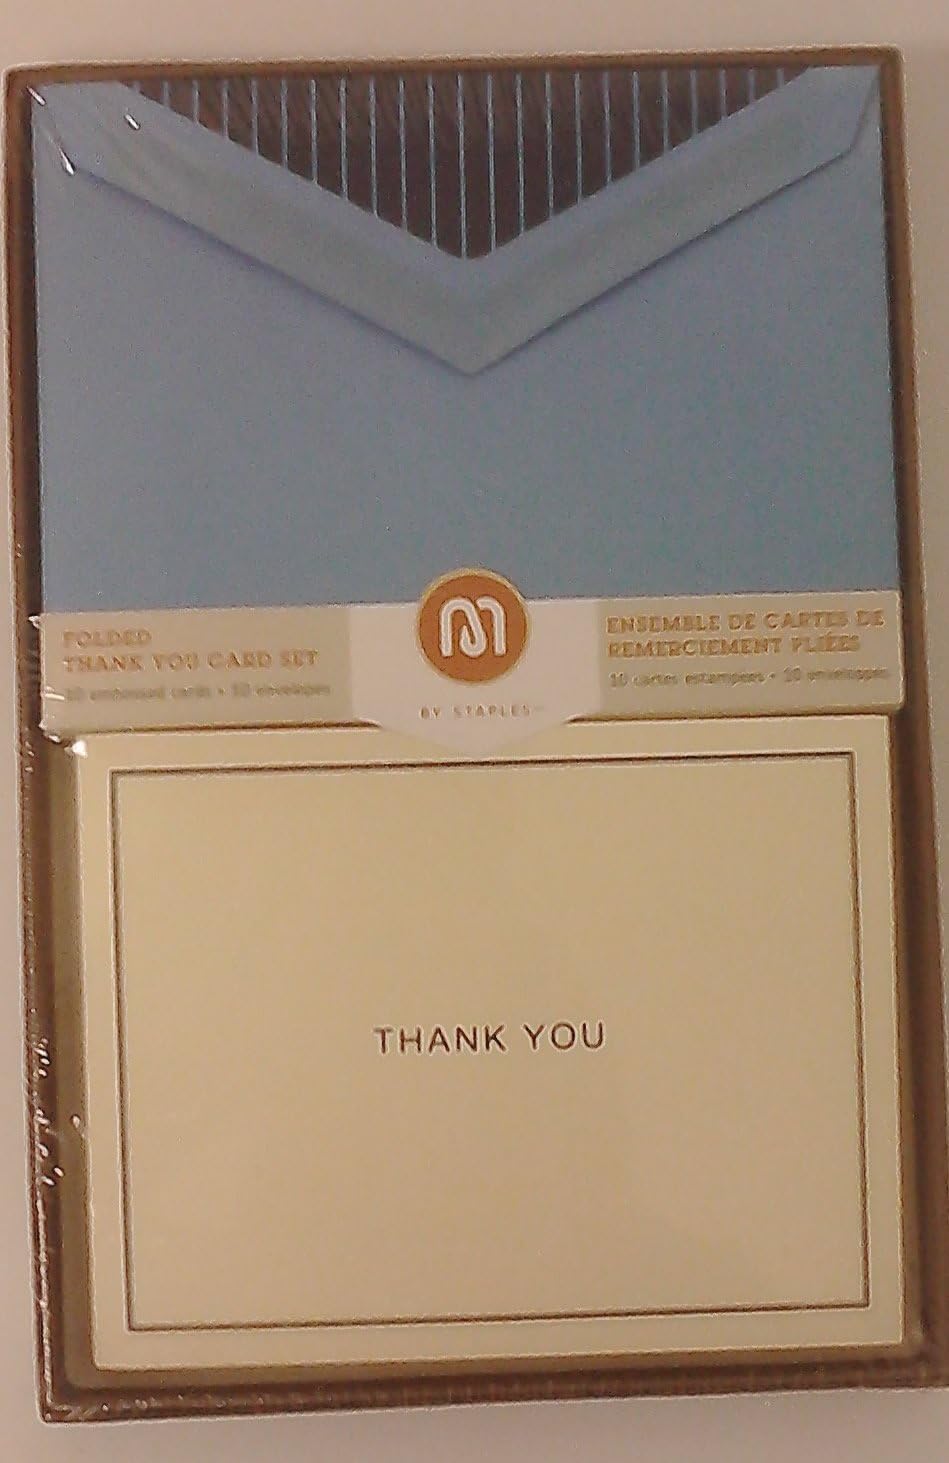 FOLDED
THANK YOU CARD SET
10 embossed cards • 10 envelopes
M
BY STAPLES™
ENSEMBLE DE CARTES DE
REMERCIEMENT PLIÉES
10 cartes estampées • 10 enveloppes
THANK YOU